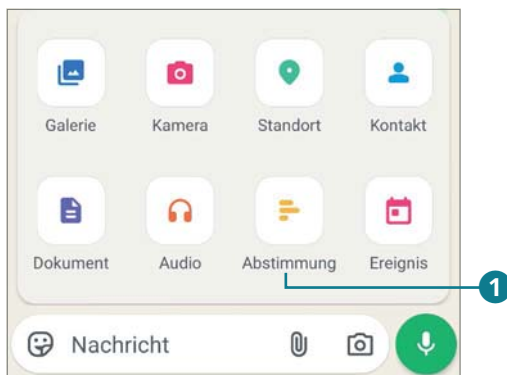 Galerie Kamera Standort Kontakt
Dokument Audio Abstimmung Ereignis
1
Nachricht